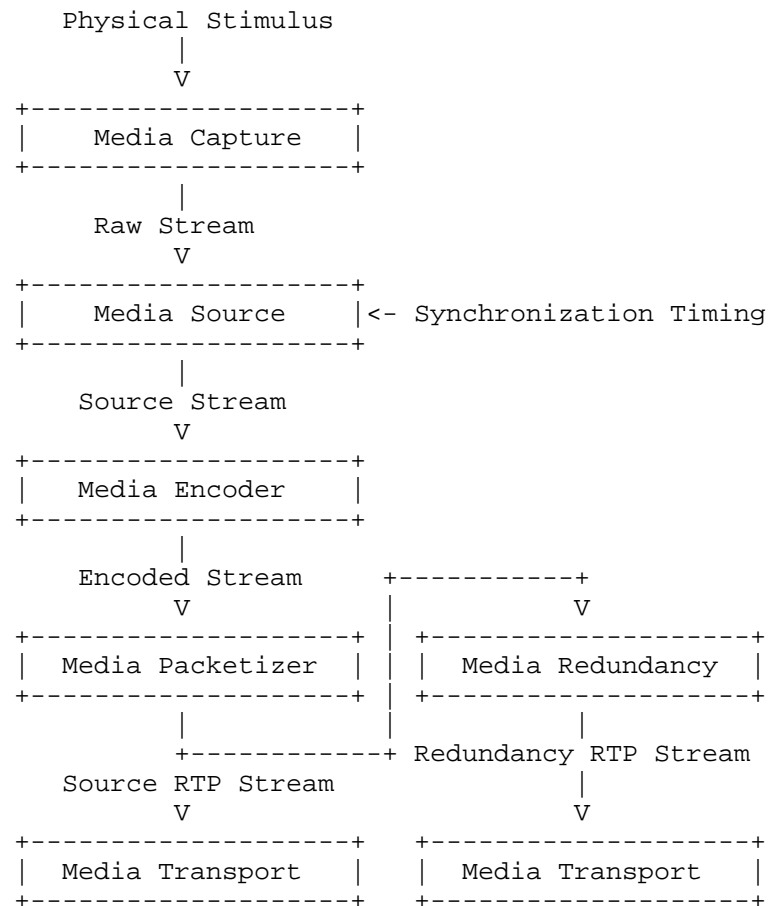 Physical Stimulus
|
V
+---------------------+
| Media Capture |
+---------------------+
|
Raw Stream
V
+---------------------+
| Media Source |<- Synchronization Timing
+---------------------+
|
Source Stream
V
+---------------------+
| Media Encoder |
+---------------------+
|
Encoded Stream +-----------+
V | V
+---------------------+ | +---------------------+
| Media Packetizer | | | Media Redundancy |
+---------------------+ | +---------------------+
| | |
+------------+ Redundancy RTP Stream
Source RTP Stream |
V V
+---------------------+ +---------------------+
| Media Transport | | Media Transport |
+---------------------+ +---------------------+